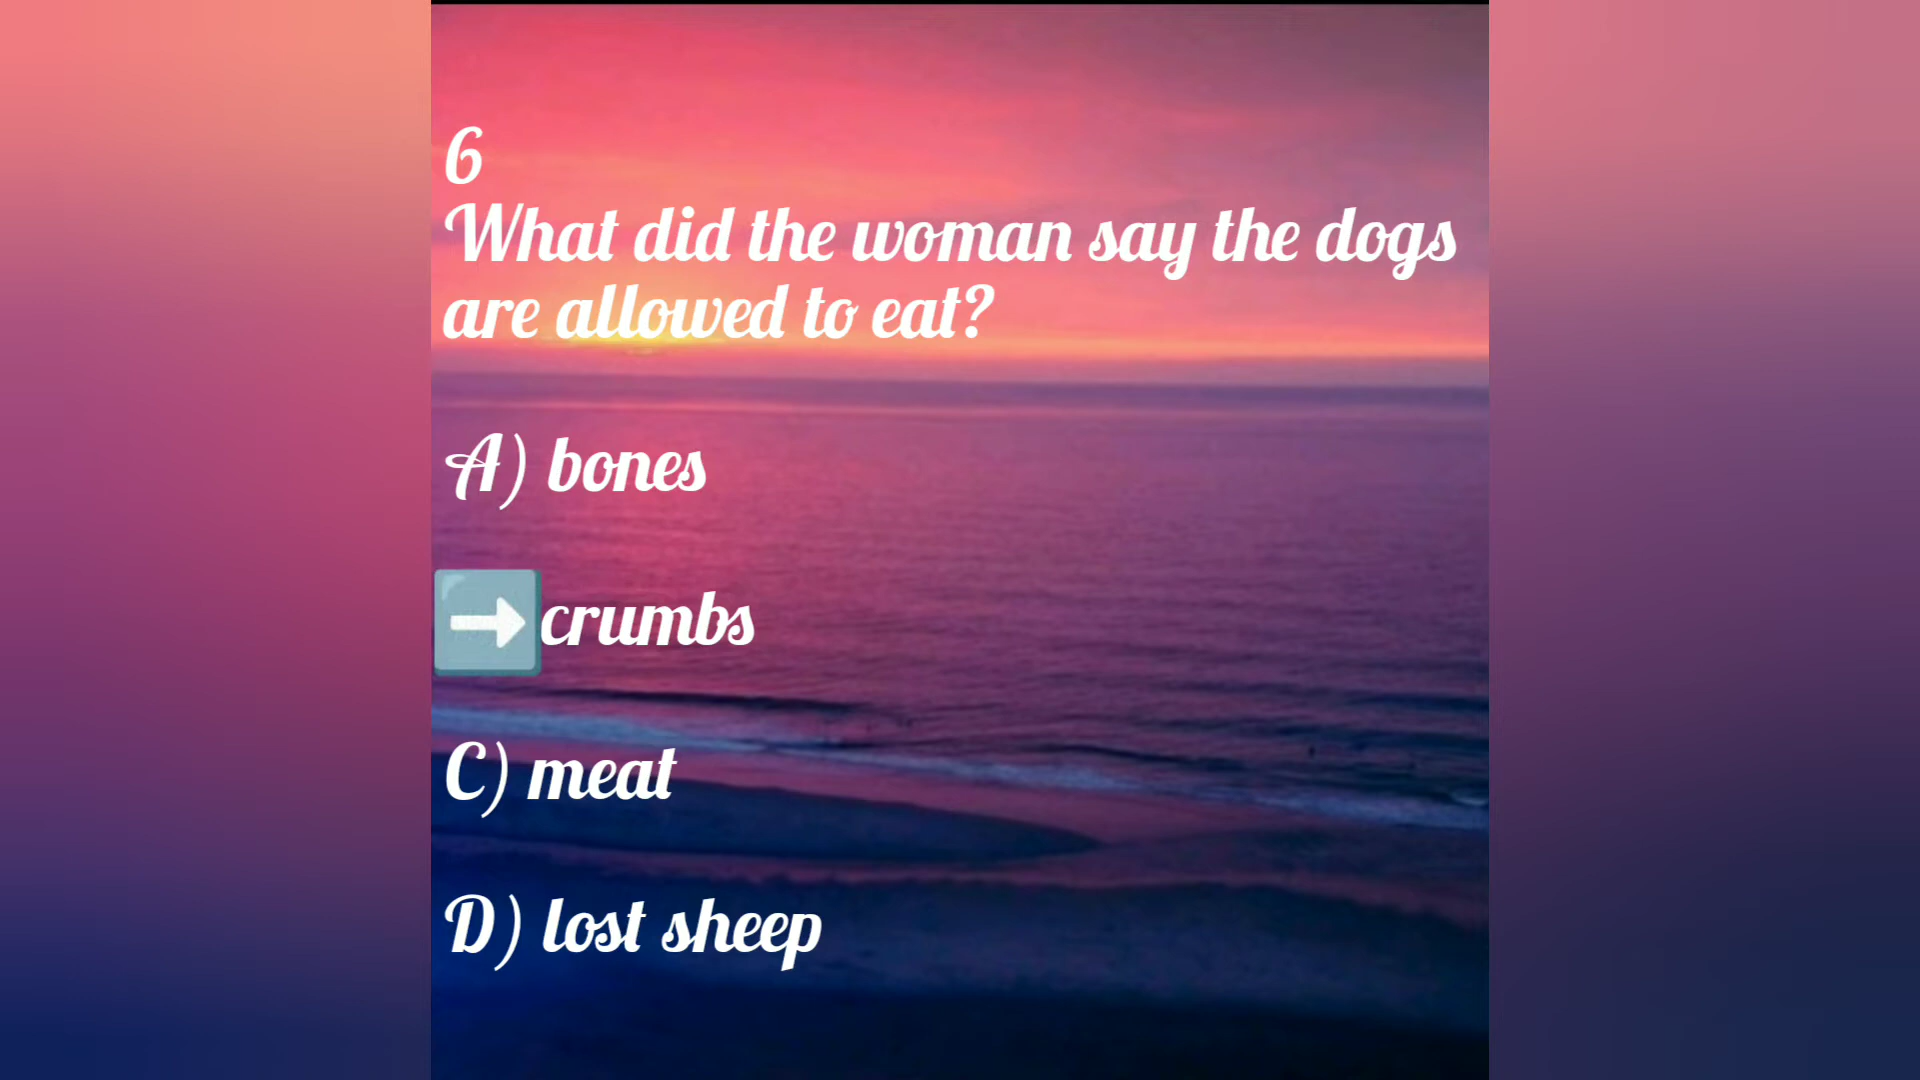 6
What did the woman say the dogs
are allowed to eat?
A) bones
➡️crumbs
C) meat
D) lost sheep